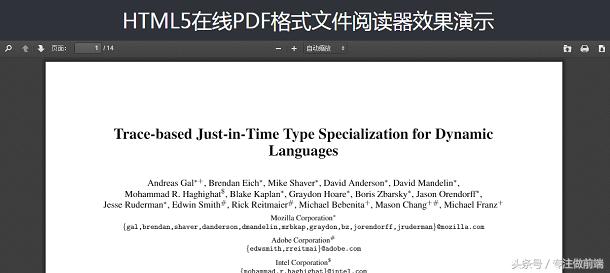 HTML5在线PDF格式文件阅读器效果演示
页面： 1 / 14 自动缩放
Trace-based Just-in-Time Type Specialization for Dynamic
Languages
Andreas Gal*+, Brendan Eich*, Mike Shaver*, David Anderson*, David Mandelin*,
Mohammad R. Haghighat$, Blake Kaplan*, Graydon Hoare*, Boris Zbarsky*, Jason Orendorff*,
Jesse Ruderman*, Edwin Smith#, Rick Reitmaier#, Michael Bebenita+, Mason Chang+#, Michael Franz+
Mozilla Corporation*
{gal,brendan,shaver,danderson,dmandelin,mrbkap,graydon,bz,jorendorff,jruderman}@mozilla.com
Adobe Corporation#
{edwsmith,rreitmai}@adobe.com
Intel Corporation$
{mohammad.r.haghighat}@intel.com
头条号／专注做前端